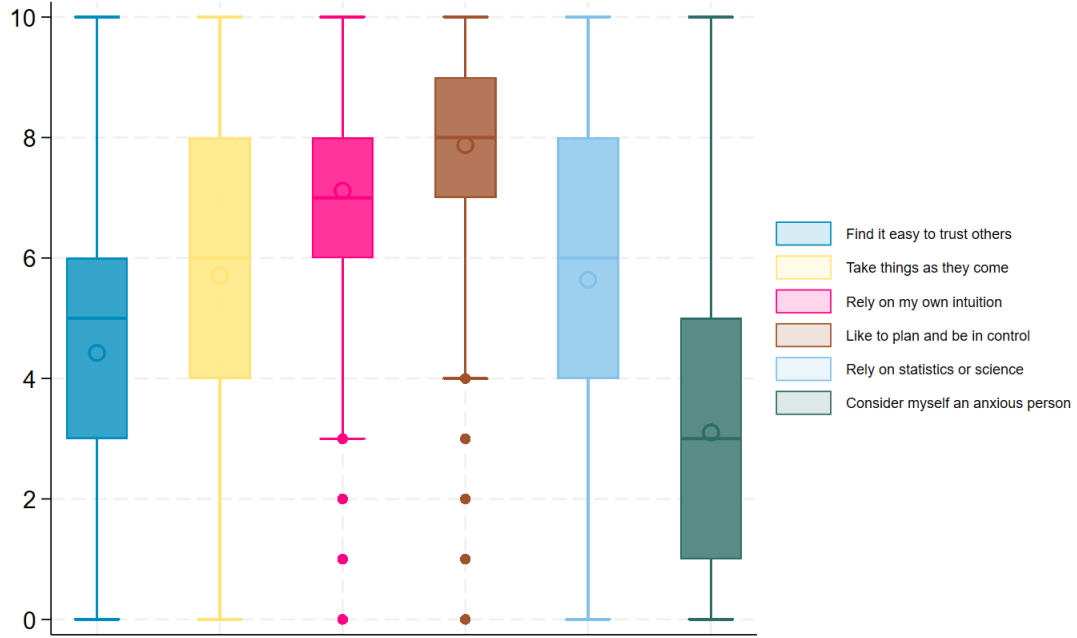 10
8
6
4
2
0
Find it easy to trust others
Take things as they come
Rely on my own intuition
Like to plan and be in control
Rely on statistics or science
Consider myself an anxious person